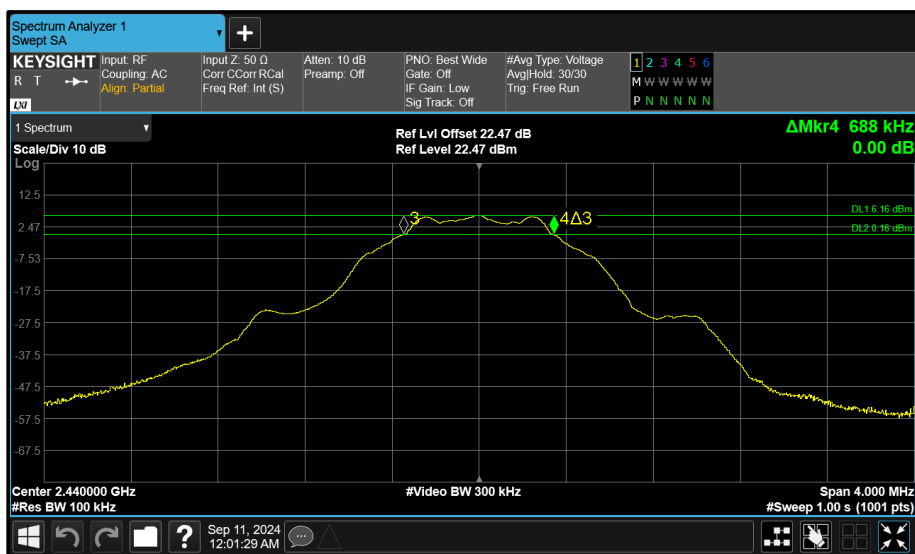 Spectrum Analyzer 1
Swept SA
KEYSIGHT
R T
LXI
Input: RF
Coupling: AC
Align: Partial
Input Z: 50 Ω
Corr CCorr RCal
Freq Ref: Int (S)
Atten: 10 dB
Preamp: Off
PNO: Best Wide
Gate: Off
IF Gain: Low
Sig Track: Off
#Avg Type: Voltage
Avg|Hold: 30/30
Trig: Free Run
1 2 3 4 5 6
M W W W W W
P N N N N N
1 Spectrum
Scale/Div 10 dB
Ref Lvl Offset 22.47 dB
Ref Level 22.47 dBm
ΔMkr4 688 kHz
0.00 dB
Log
12.5
2.47
-7.53
-17.5
-27.5
-37.5
-47.5
-57.5
-67.5
3
4Δ3
DL1 6.16 dBm
DL2 0.16 dBm
Center 2.440000 GHz
#Res BW 100 kHz
#Video BW 300 kHz
Span 4.000 MHz
#Sweep 1.00 s (1001 pts)
?
Sep 11, 2024
12:01:29 AM